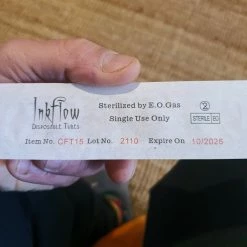 InkFlow
DISPOSABLE TUBES
Sterilized by E.O.Gas
Single Use Only
2
STERILE EO
Item No. CFT15 Lot No. 2110 Expire On 10/2026